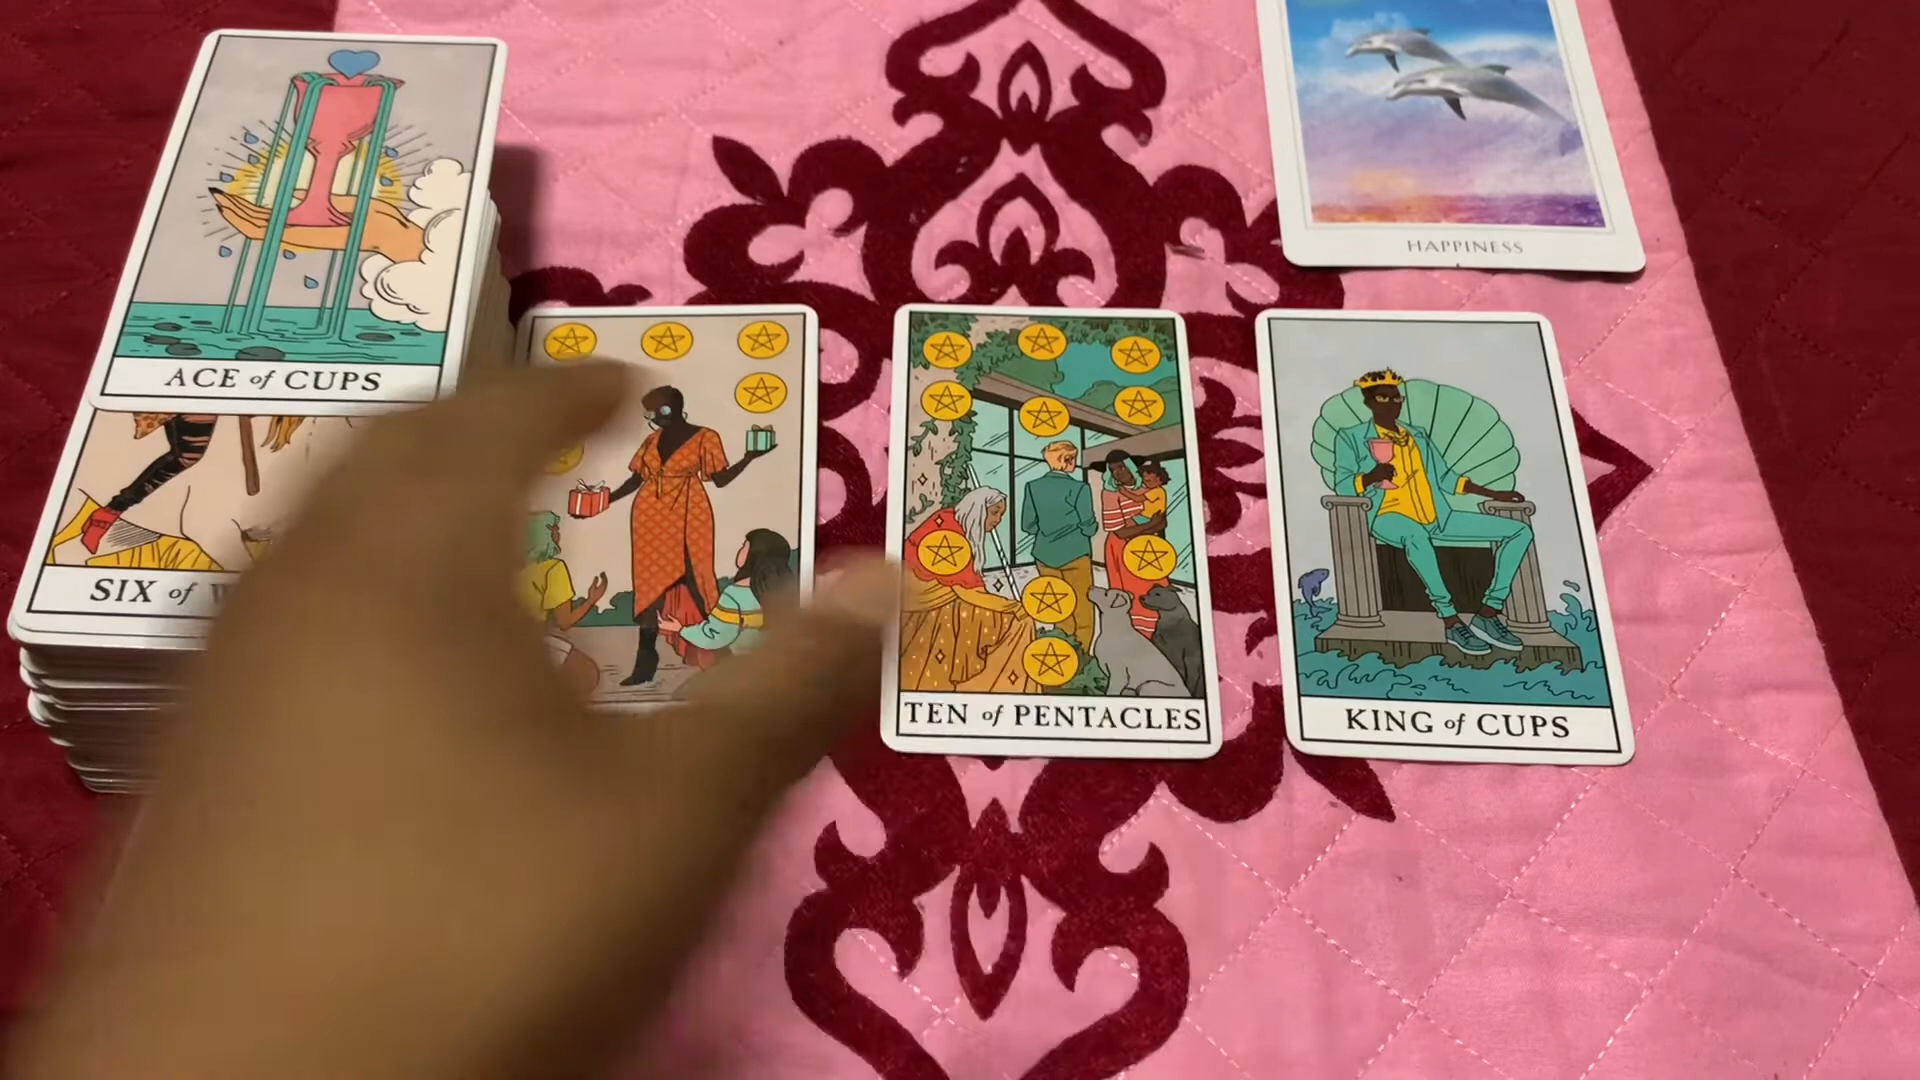 ACE of CUPS
HAPPINESS
SIX of
TEN of PENTACLES
KING of CUPS